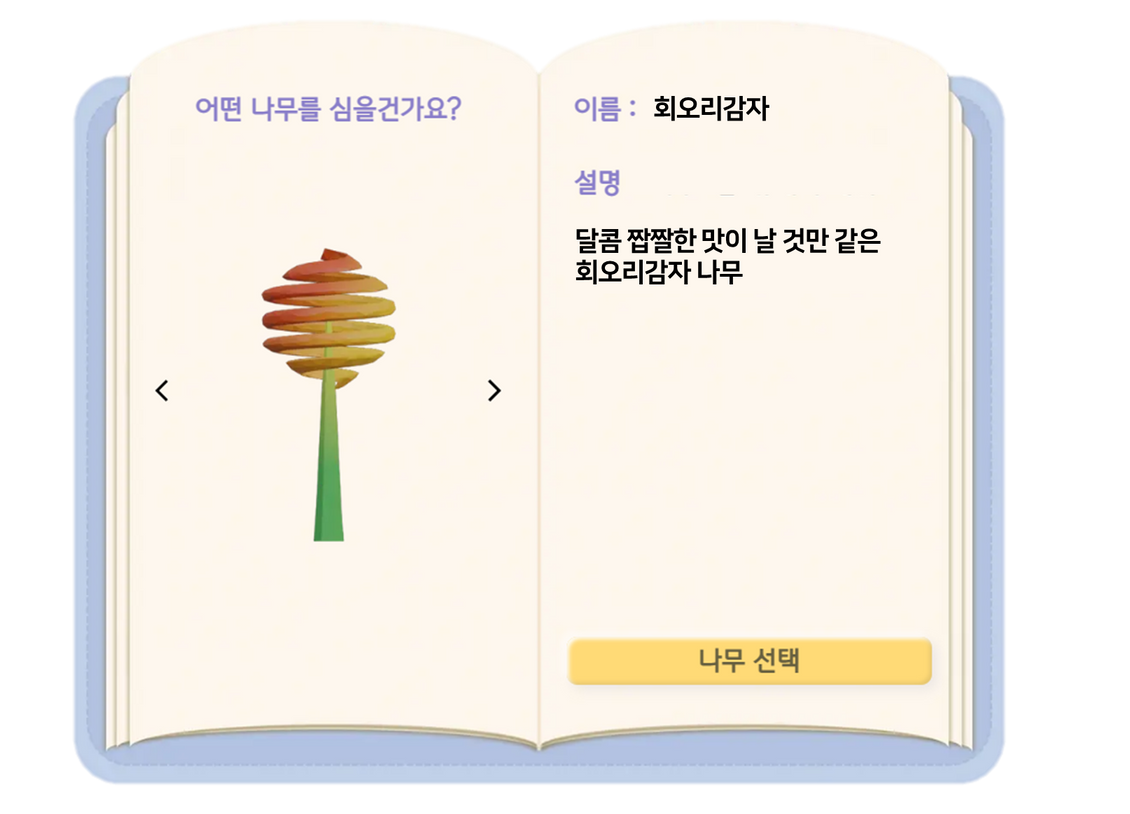 어떤 나무를 심을건가요?
이름 : 회오리감자
설명
달콤 짭짤한 맛이 날 것만 같은
회오리감자 나무
나무 선택